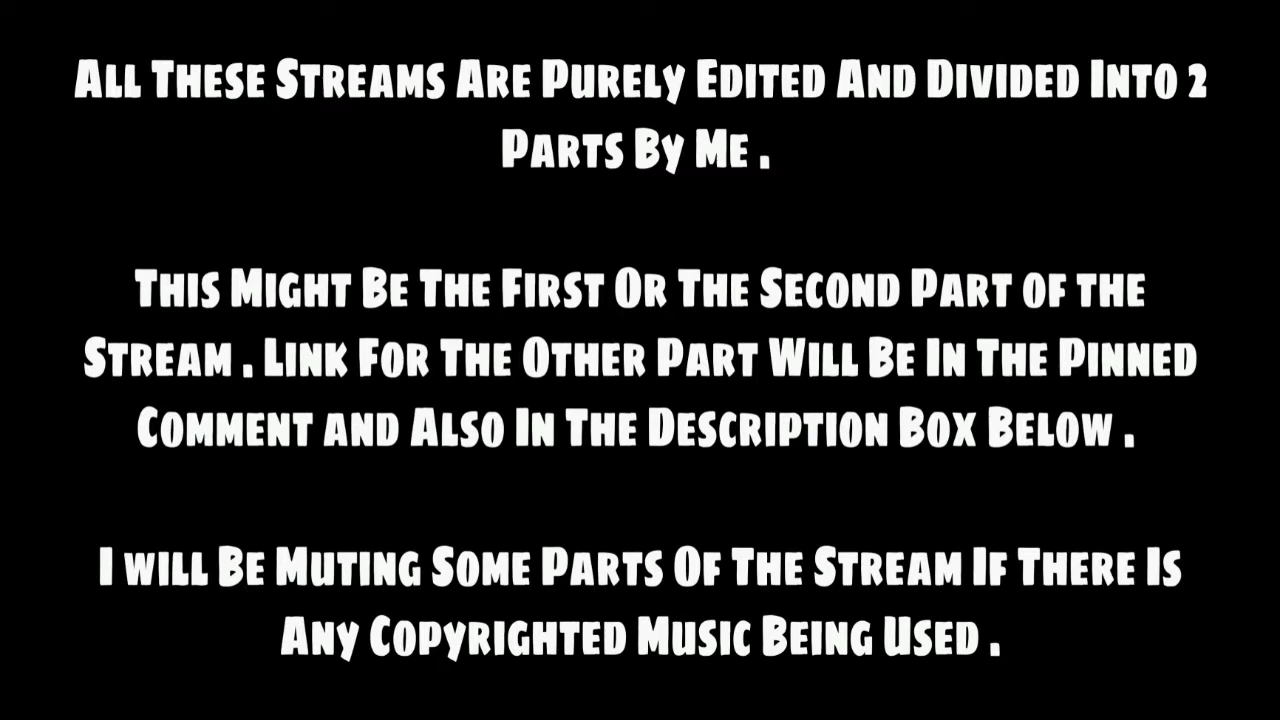 All These Streams Are Purely Edited And Divided Into 2
Parts By Me .
This Might Be The First Or The Second Part of the
Stream . Link For The Other Part Will Be In The Pinned
Comment and Also In The Description Box Below .
I will Be Muting Some Parts Of The Stream If There Is
Any Copyrighted Music Being Used .